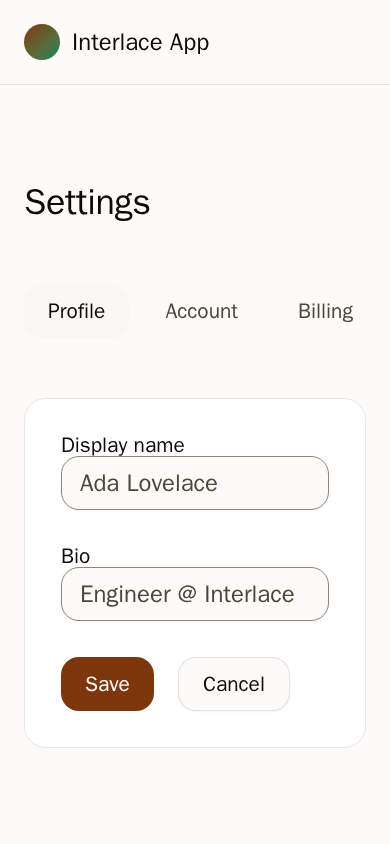 Interlace App
Settings
Profile Account Billing
Display name
Ada Lovelace
Bio
Engineer @ Interlace
Save Cancel